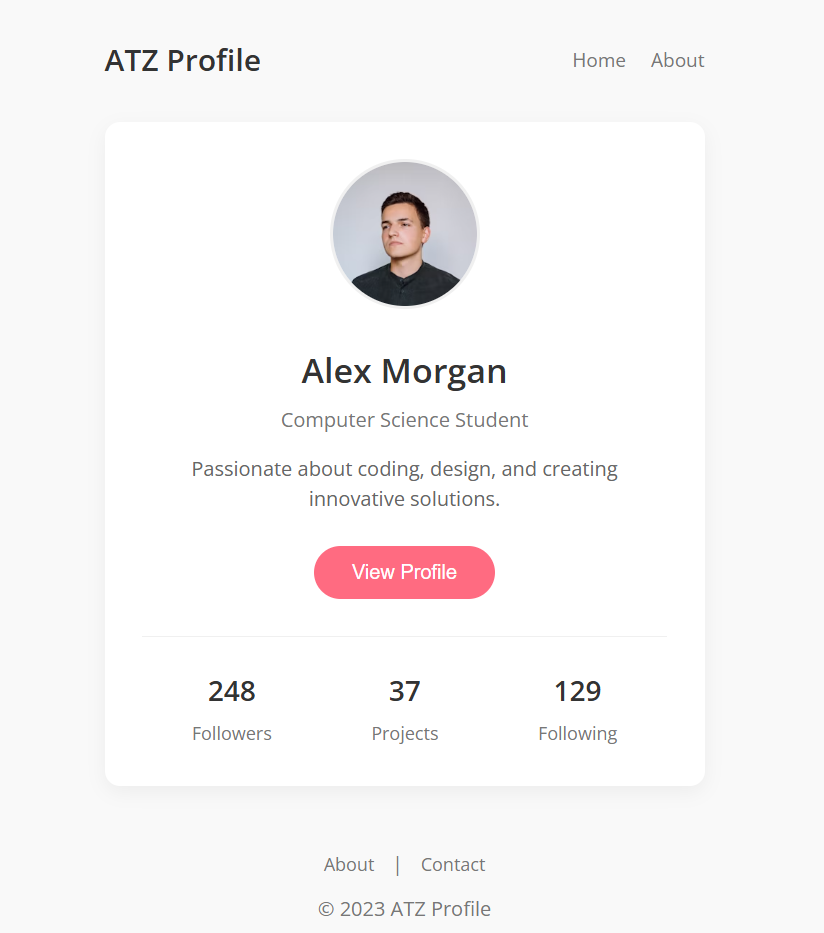 ATZ Profile
Home About
Alex Morgan
Computer Science Student
Passionate about coding, design, and creating
innovative solutions.
View Profile
248 37 129
Followers Projects Following
About | Contact
© 2023 ATZ Profile